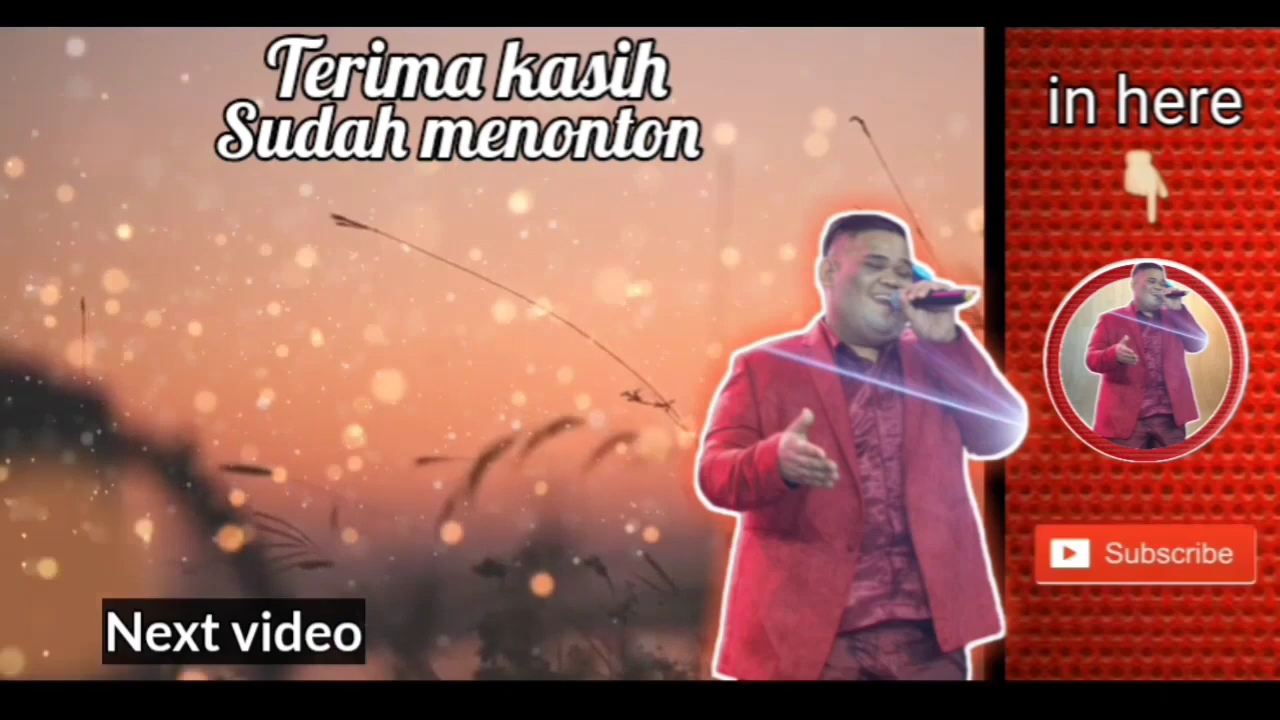 Terima kasih
Sudah menonton
in here
Subscribe
Next video